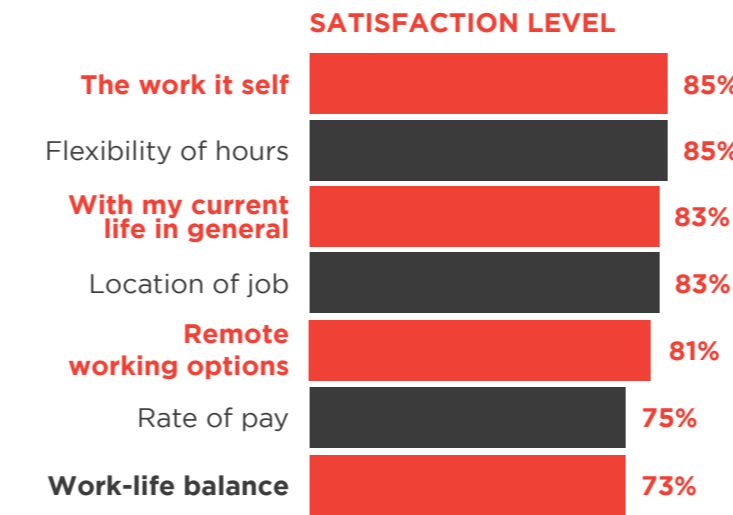 SATISFACTION LEVEL
The work it self 85%
Flexibility of hours 85%
With my current
life in general 83%
Location of job 83%
Remote
working options 81%
Rate of pay 75%
Work-life balance 73%